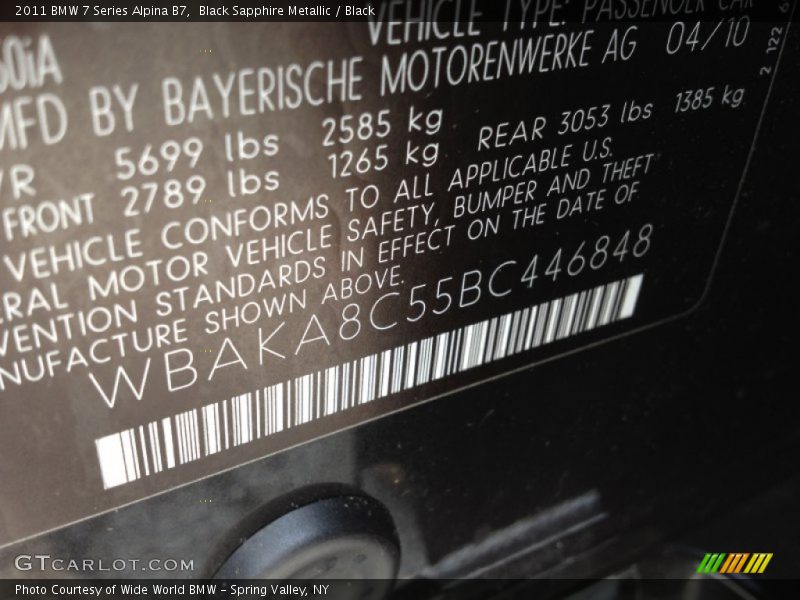 2011 BMW 7 Series Alpina B7,  Black Sapphire Metallic / Black
VEHICLE TYPE: PASSENGER CAR
MFD BY BAYERISCHE MOTORENWERKE AG 04/10
5699 lbs 2585 kg
FRONT 2789 lbs 1265 kg REAR 3053 lbs 1385 kg
VEHICLE CONFORMS TO ALL APPLICABLE U.S.
ERAL MOTOR VEHICLE SAFETY, BUMPER AND THEFT
VENTION STANDARDS IN EFFECT ON THE DATE OF
NUFACTURE SHOWN ABOVE.
WBAKA8C55BC446848
GTCARLOT.COM
Photo Courtesy of Wide World BMW – Spring Valley, NY